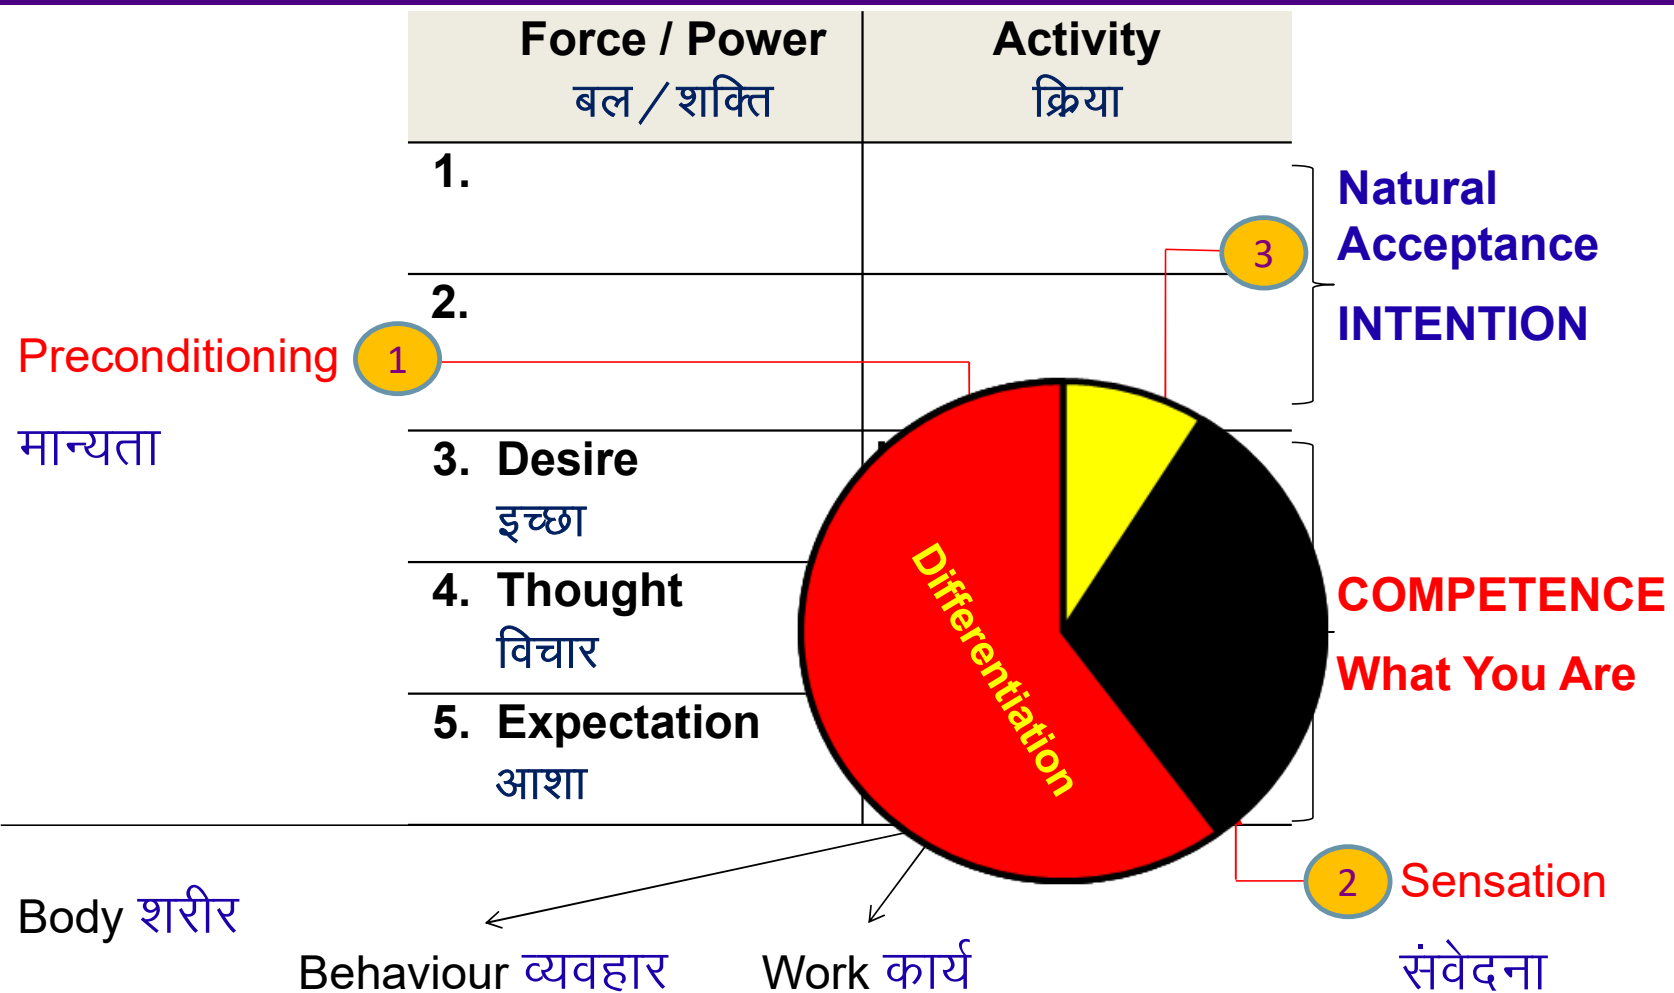 Force / Power
बल / शक्ति
Activity
क्रिया
1.
2.
3. Desire
इच्छा
4. Thought
विचार
5. Expectation
आशा
Natural
Acceptance
INTENTION
3
Preconditioning
1
मान्यता
Differentiation
COMPETENCE
What You Are
2
Sensation
संवेदना
Body शरीर
Behaviour व्यवहार
Work कार्य